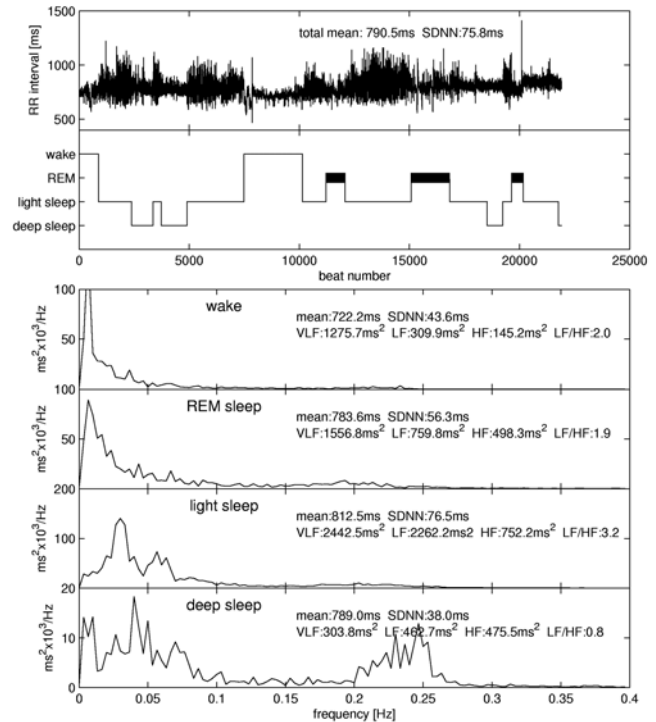 1500
RR interval [ms]
1000
500
total mean: 790.5ms SDNN:75.8ms
wake
REM
light sleep
deep sleep
0 5000 10000 15000 20000 25000
beat number
100
wake
mean:722.2ms SDNN:43.6ms
VLF:1275.7ms² LF:309.9ms² HF:145.2ms² LF/HF:2.0
50
ms²x10³/Hz
100
REM sleep
mean:783.6ms SDNN:56.3ms
VLF:1556.8ms² LF:759.8ms² HF:498.3ms² LF/HF:1.9
50
ms²x10³/Hz
200
light sleep
mean:812.5ms SDNN:76.5ms
VLF:2442.5ms² LF:2262.2ms2 HF:752.2ms² LF/HF:3.2
100
ms²x10³/Hz
20
deep sleep
mean:789.0ms SDNN:38.0ms
VLF:303.8ms² LF:462.7ms² HF:475.5ms² LF/HF:0.8
10
ms²x10³/Hz
0
0 0.05 0.1 0.15 0.2 0.25 0.3 0.35 0.4
frequency [Hz]